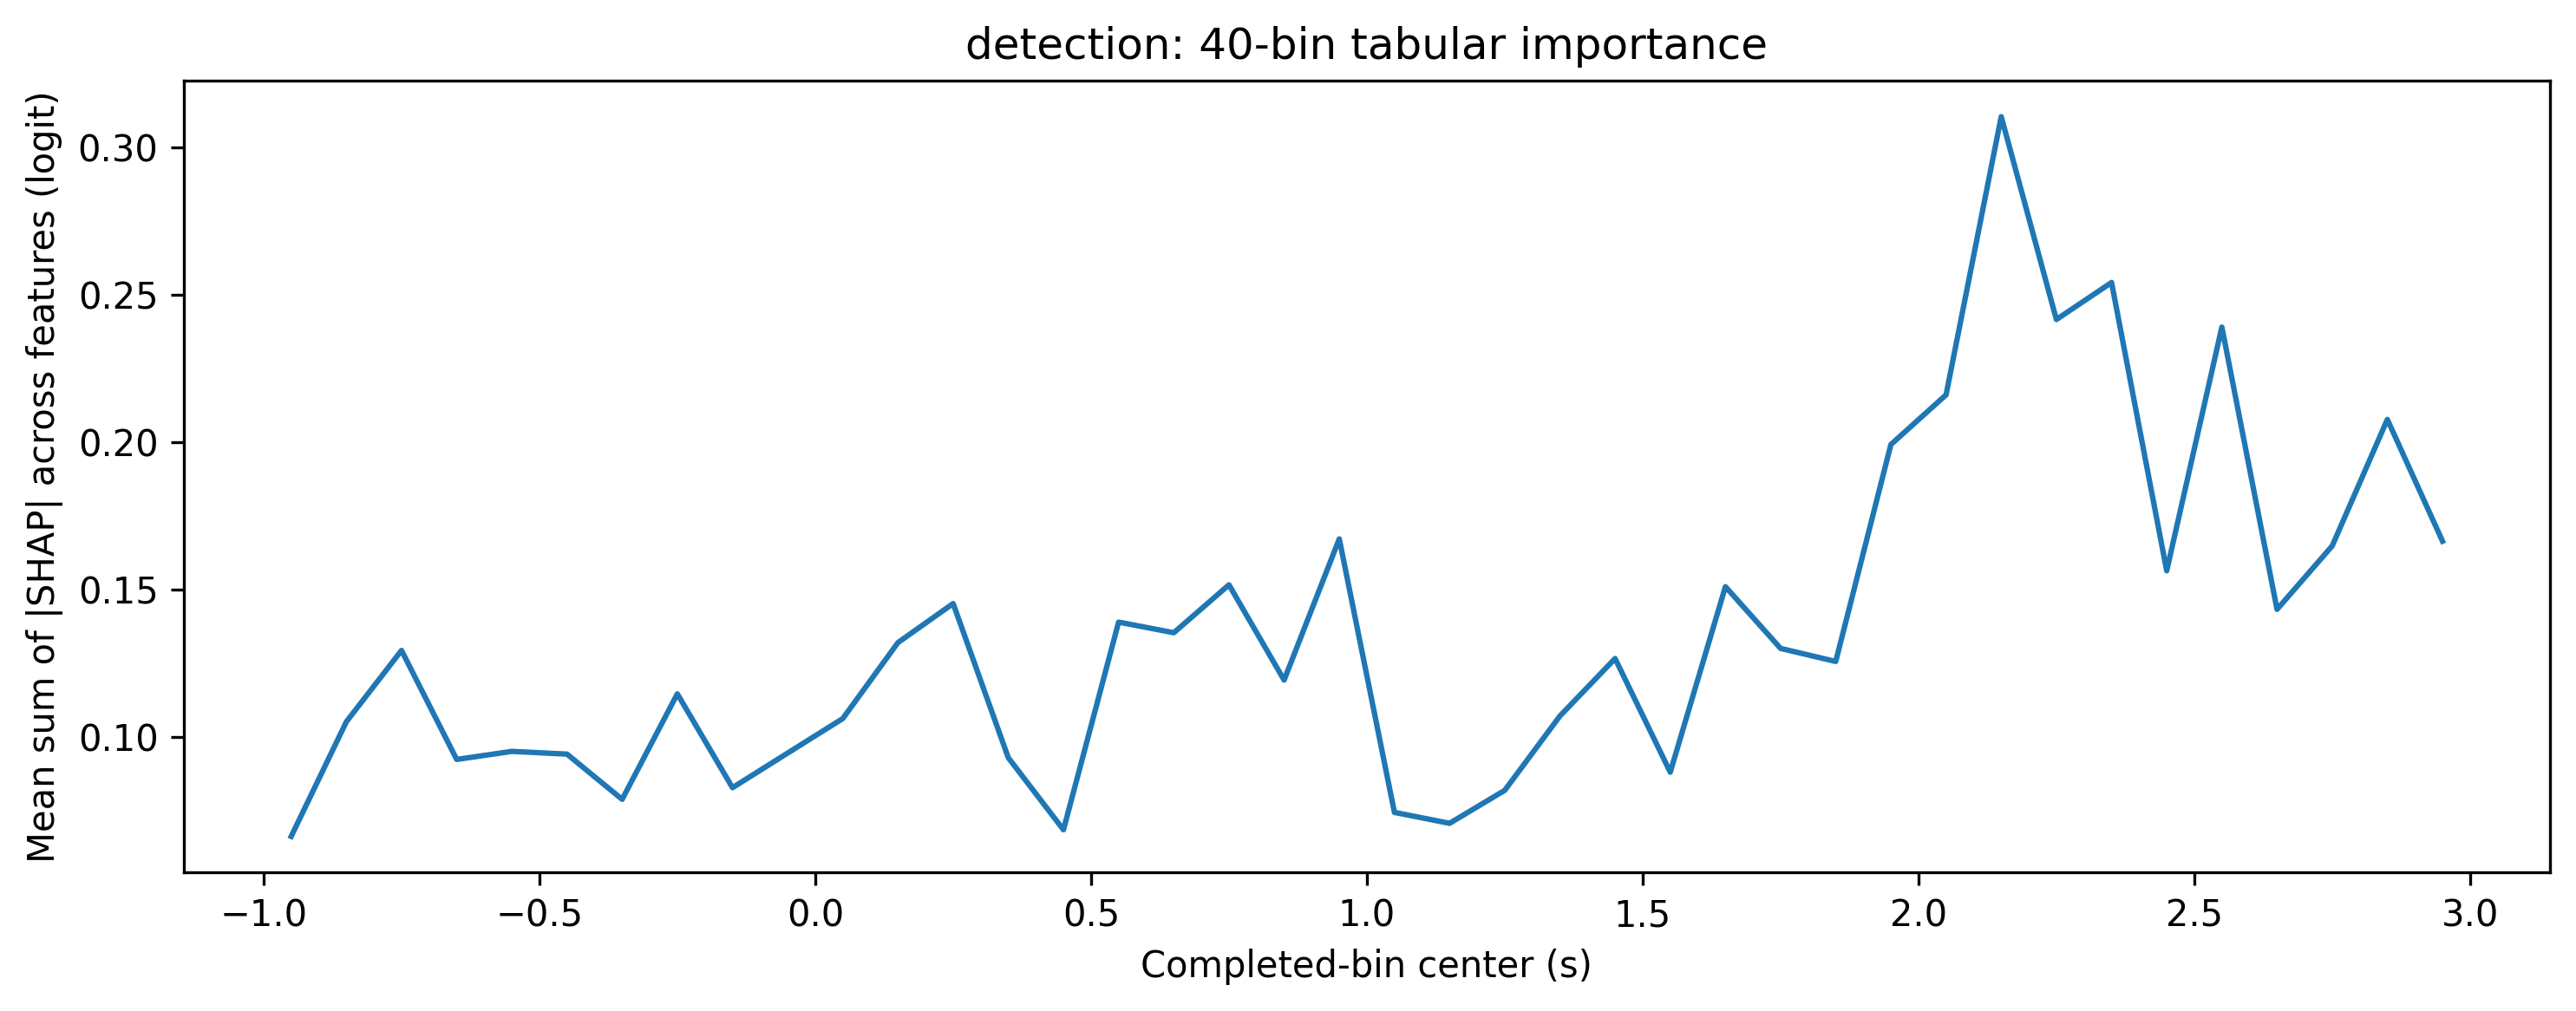 detection: 40-bin tabular importance
Mean sum of |SHAP| across features (logit)
0.30
0.25
0.20
0.15
0.10
−1.0 −0.5 0.0 0.5 1.0 1.5 2.0 2.5 3.0
Completed-bin center (s)